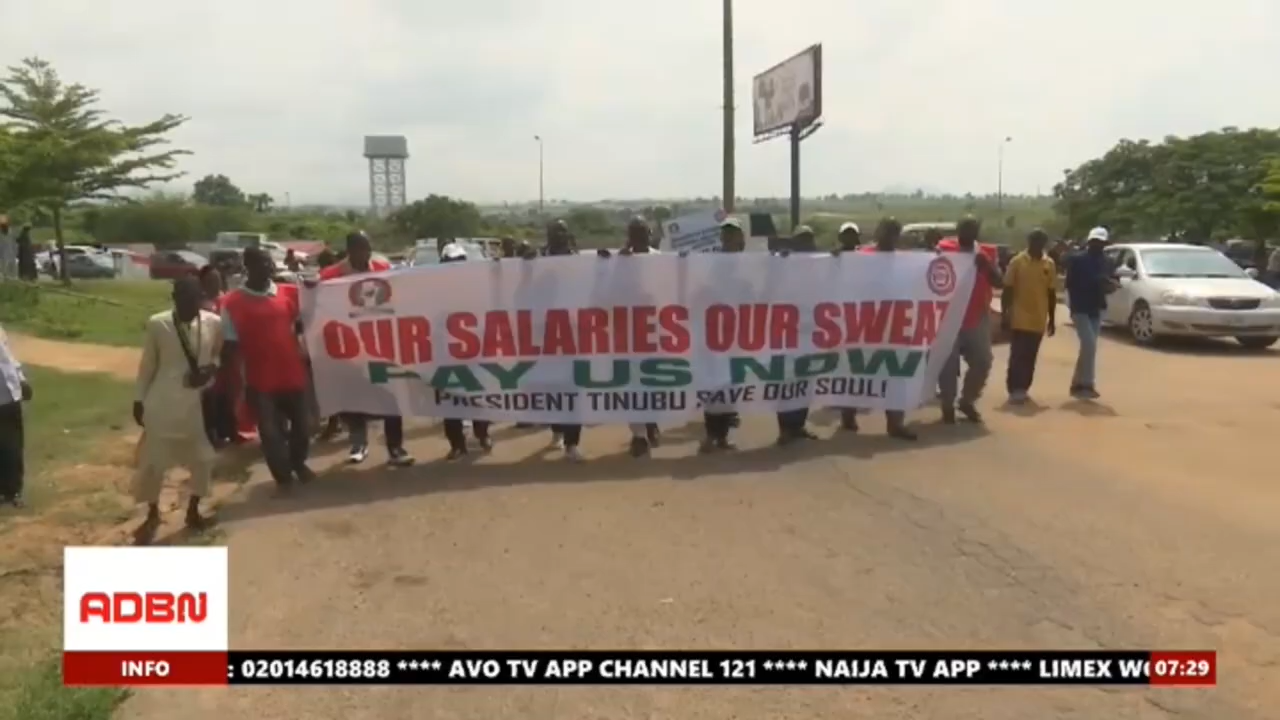 OUR SALARIES OUR SWEAT
PAY US NOW
PRESIDENT TINUBU SAVE OUR SOUL!
ADBN
INFO
: 02014618888 **** AVO TV APP CHANNEL 121 **** NAIJA TV APP **** LIMEX
07:29